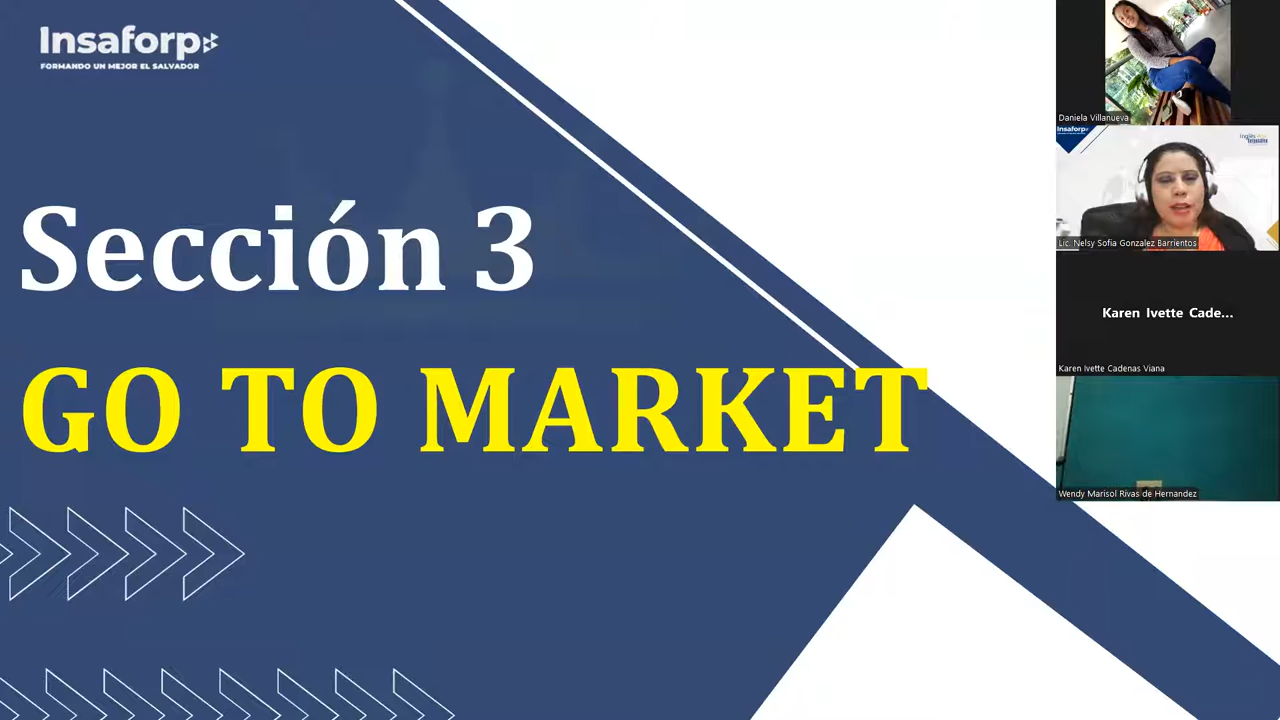 Insaforp
FORMANDO UN MEJOR EL SALVADOR
Sección 3
GO TO MARKET
Daniela Villanueva
Insaforp
Lic. Nelsy Sofia Gonzalez Barrientos
Karen Ivette Cade...
Karen Ivette Cadenas Viana
Wendy Marisol Rivas de Hernandez